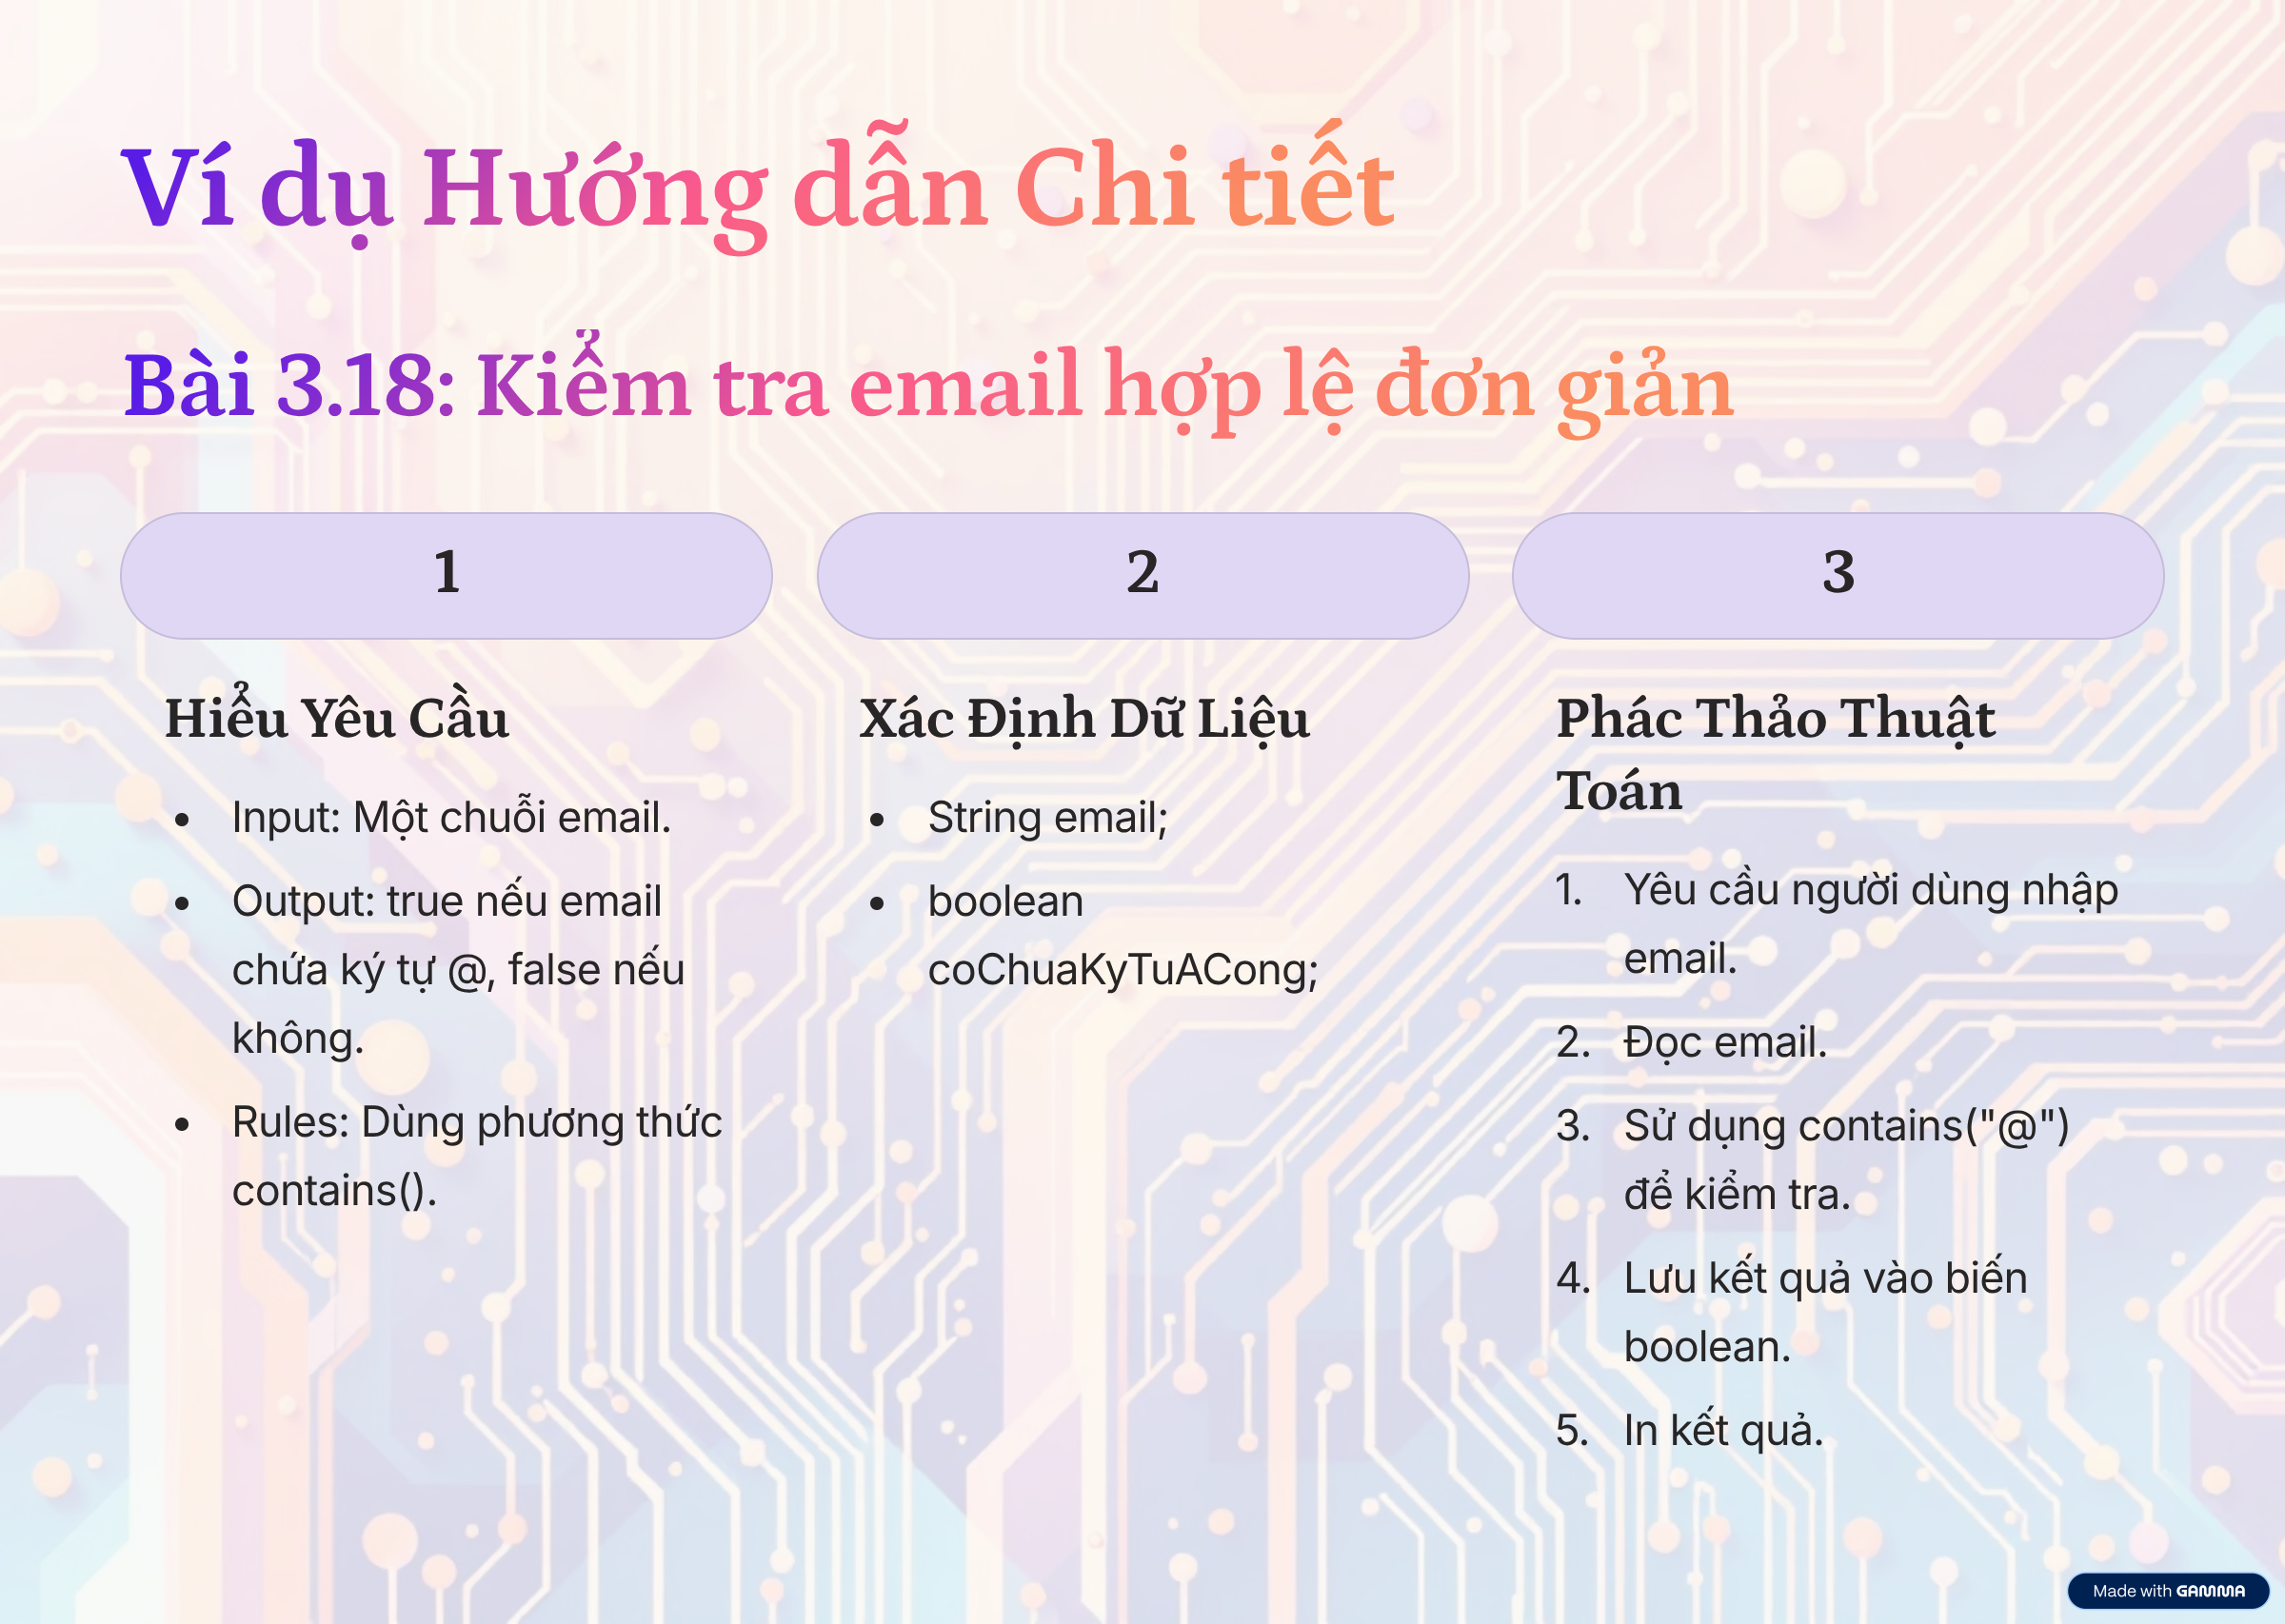 Ví dụ Hướng dẫn Chi tiết
Bài 3.18: Kiểm tra email hợp lệ đơn giản
1
Hiểu Yêu Cầu
• Input: Một chuỗi email.
• Output: true nếu email
chứa ký tự @, false nếu
không.
• Rules: Dùng phương thức
contains().
2
Xác Định Dữ Liệu
• String email;
• boolean
coChuaKyTuACong;
3
Phác Thảo Thuật
Toán
1. Yêu cầu người dùng nhập
email.
2. Đọc email.
3. Sử dụng contains("@")
để kiểm tra.
4. Lưu kết quả vào biến
boolean.
5. In kết quả.
Made with GAMMA